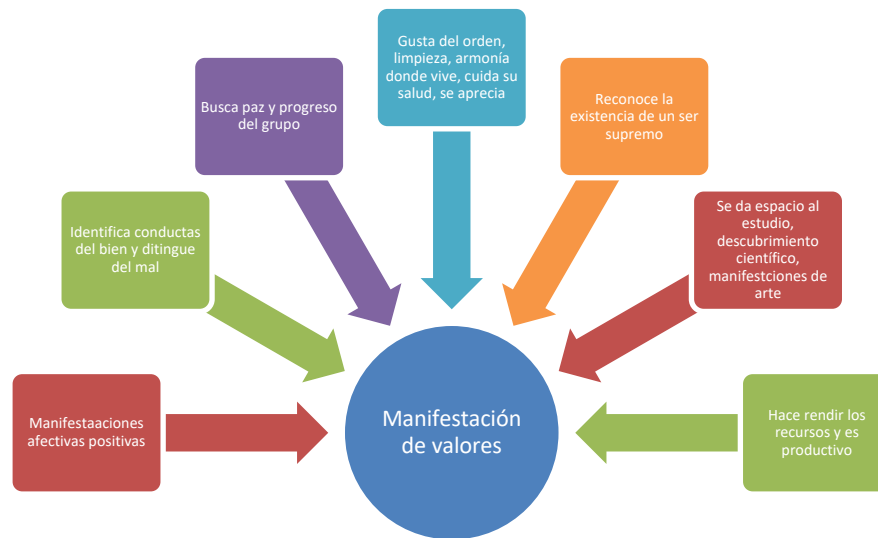 Gusta del orden,
limpieza, armonía
donde vive, cuida su
salud, se aprecia
Busca paz y progreso
del grupo
Reconoce la
existencia de un ser
supremo
Identifica conductas
del bien y ditingue
del mal
Se da espacio al
estudio,
descubrimiento
científico,
manifestciones de
arte
Manifestaaciones
afectivas positivas
Manifestación
de valores
Hace rendir los
recursos y es
productivo